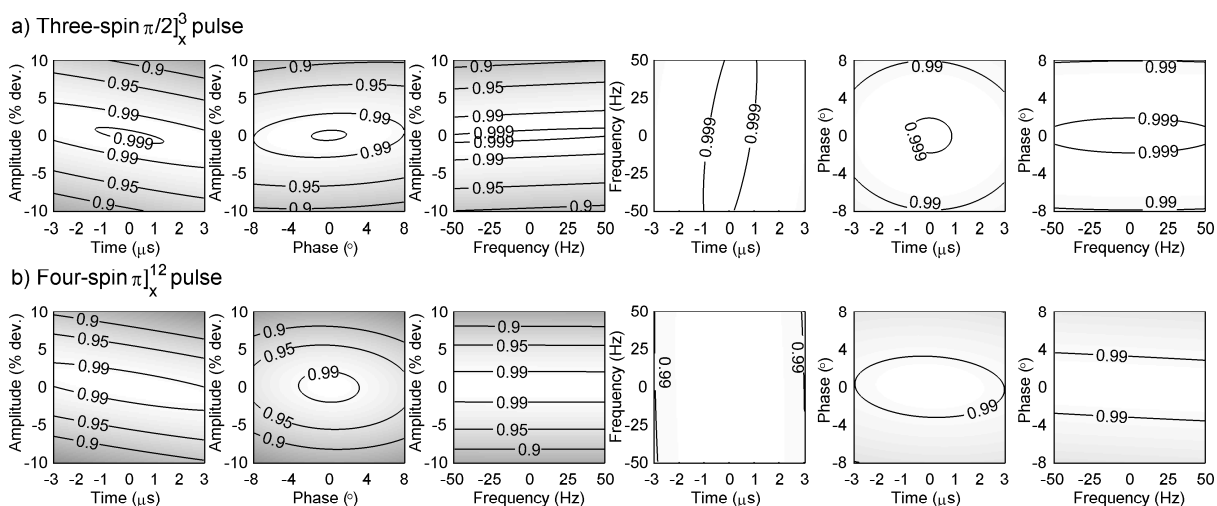 a) Three-spin π/2]³ₓ pulse
Amplitude (% dev.)
10
5
0
-5
-10
0.9
0.95
0.99
0.999
0.99
0.95
0.9
-3 -2 -1 0 1 2 3
Time (μs)
Amplitude (% dev.)
10
5
0
-5
-10
0.9
0.95
0.99
0.95
0.9
-8 -4 0 4 8
Phase (°)
Amplitude (% dev.)
10
5
0
-5
-10
0.9
0.95
0.99
0.999
0.999
0.99
0.95
0.9
-50 -25 0 25 50
Frequency (Hz)
Frequency (Hz)
50
25
0
-25
-50
0.999
0.999
-3 -2 -1 0 1 2 3
Time (μs)
Phase (°)
8
4
0
-4
-8
0.99
0.999
0.99
-3 -2 -1 0 1 2 3
Time (μs)
Phase (°)
8
4
0
-4
-8
0.99
0.999
0.999
0.99
-50 -25 0 25 50
Frequency (Hz)
b) Four-spin π]¹²ₓ pulse
Amplitude (% dev.)
10
5
0
-5
-10
0.9
0.95
0.99
0.99
0.95
0.9
-3 -2 -1 0 1 2 3
Time (μs)
Amplitude (% dev.)
10
5
0
-5
-10
0.9
0.95
0.99
0.95
0.9
-8 -4 0 4 8
Phase (°)
Amplitude (% dev.)
10
5
0
-5
-10
0.9
0.95
0.99
0.99
0.95
0.9
-50 -25 0 25 50
Frequency (Hz)
Frequency (Hz)
50
25
0
-25
-50
0.99
0.99
-3 -2 -1 0 1 2 3
Time (μs)
Phase (°)
8
4
0
-4
-8
0.99
-3 -2 -1 0 1 2 3
Time (μs)
Phase (°)
8
4
0
-4
-8
0.99
0.99
-50 -25 0 25 50
Frequency (Hz)